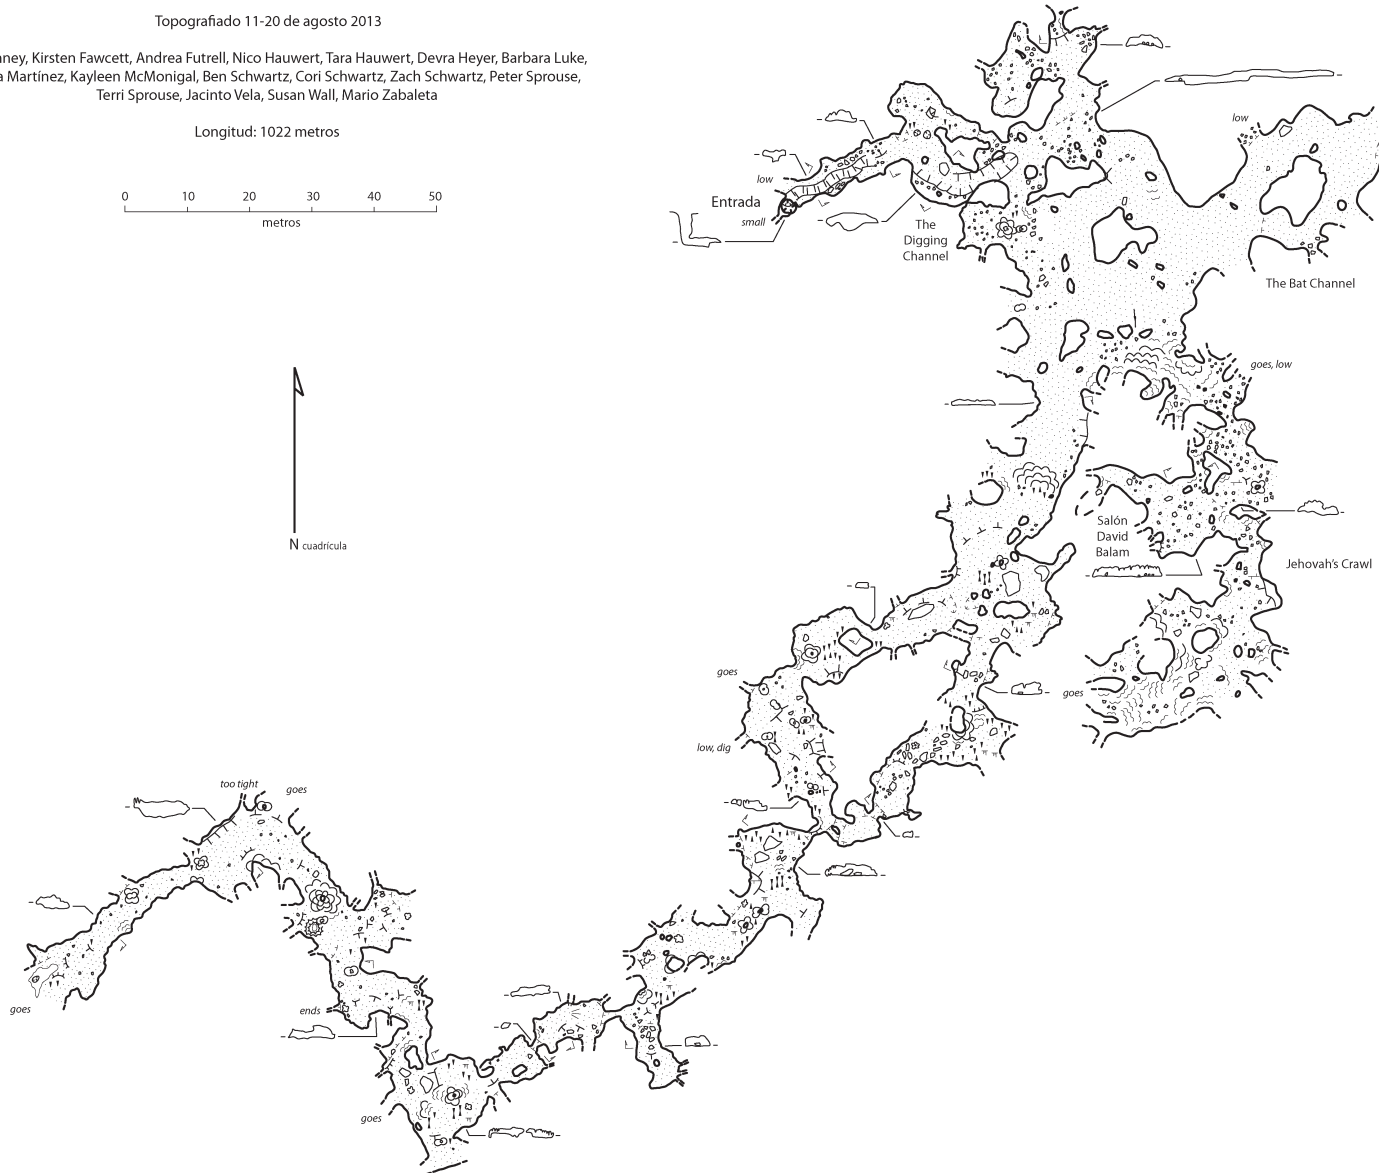 Topografiado 11-20 de agosto 2013
Kirsten Fawcett, Andrea Futrell, Nico Hauwert, Tara Hauwert, Devra Heyer, Barbara Luke,
Martínez, Kayleen McMonigal, Ben Schwartz, Cori Schwartz, Zach Schwartz, Peter Sprouse,
Terri Sprouse, Jacinto Vela, Susan Wall, Mario Zabaleta
Longitud: 1022 metros
0 10 20 30 40 50
metros
N cuadrícula
low
low
Entrada
small
The
Digging
Channel
The Bat Channel
goes, low
Salón
David
Balam
Jehovah's Crawl
goes
goes
low, dig
too tight
goes
goes
ends
goes